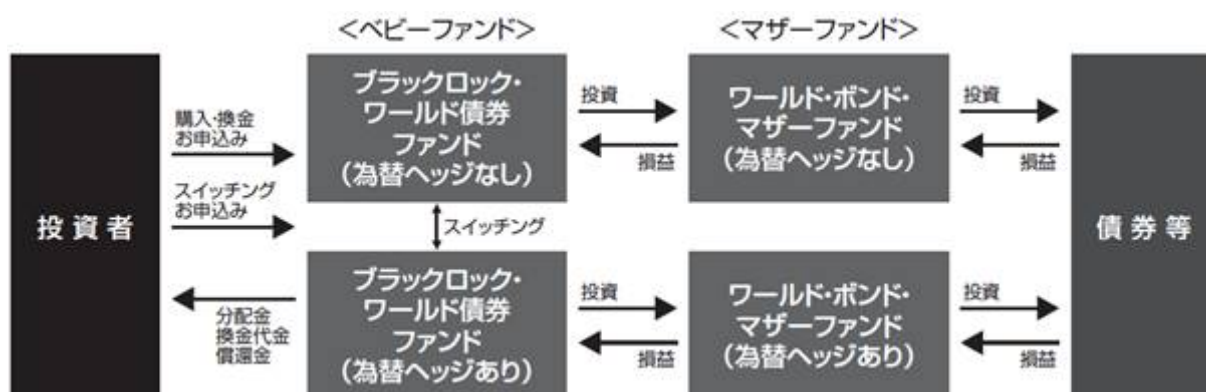 <ベビーファンド>
<マザーファンド>
投資者
購入・換金
お申込み
スイッチング
お申込み
分配金
換金代金
償還金
ブラックロック・
ワールド債券
ファンド
(為替ヘッジなし)
スイッチング
ブラックロック・
ワールド債券
ファンド
(為替ヘッジあり)
投資
損益
投資
損益
ワールド・ボンド・
マザーファンド
(為替ヘッジなし)
ワールド・ボンド・
マザーファンド
(為替ヘッジあり)
投資
損益
投資
損益
債券等